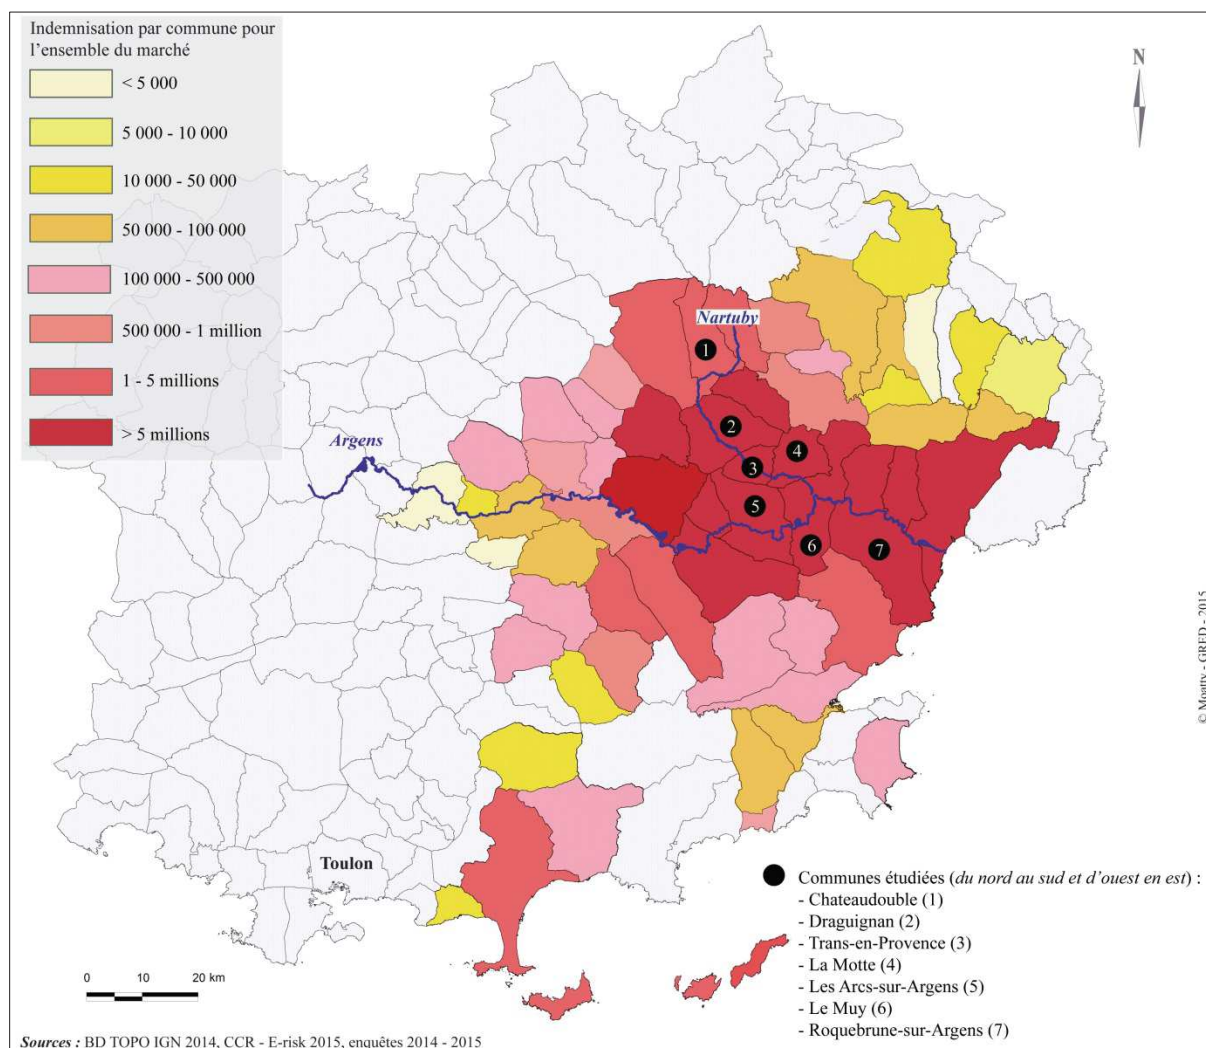 Indemnisation par commune pour
l'ensemble du marché
< 5 000
5 000 - 10 000
10 000 - 50 000
50 000 - 100 000
100 000 - 500 000
500 000 - 1 million
1 - 5 millions
> 5 millions
N
Nartuby
1
Argens
2
4
3
5
6
7
© Moatty - GRED - 2015
Toulon
0 10 20 km
Communes étudiées (du nord au sud et d'ouest en est) :
- Chateaudouble (1)
- Draguignan (2)
- Trans-en-Provence (3)
- La Motte (4)
- Les Arcs-sur-Argens (5)
- Le Muy (6)
- Roquebrune-sur-Argens (7)
Sources : BD TOPO IGN 2014, CCR - E-risk 2015, enquêtes 2014 - 2015